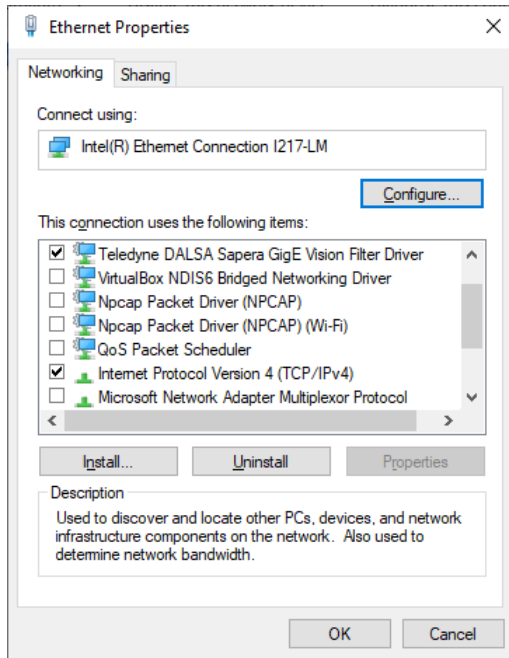 Ethernet Properties
Networking
Sharing
Connect using:
Intel(R) Ethernet Connection I217-LM
Configure...
This connection uses the following items:
Teledyne DALSA Sapera GigE Vision Filter Driver
VirtualBox NDIS6 Bridged Networking Driver
Npcap Packet Driver (NPCAP)
Npcap Packet Driver (NPCAP) (Wi-Fi)
QoS Packet Scheduler
Internet Protocol Version 4 (TCP/IPv4)
Microsoft Network Adapter Multiplexor Protocol
Install...
Uninstall
Properties
Description
Used to discover and locate other PCs, devices, and network
infrastructure components on the network. Also used to
determine network bandwidth.
OK
Cancel